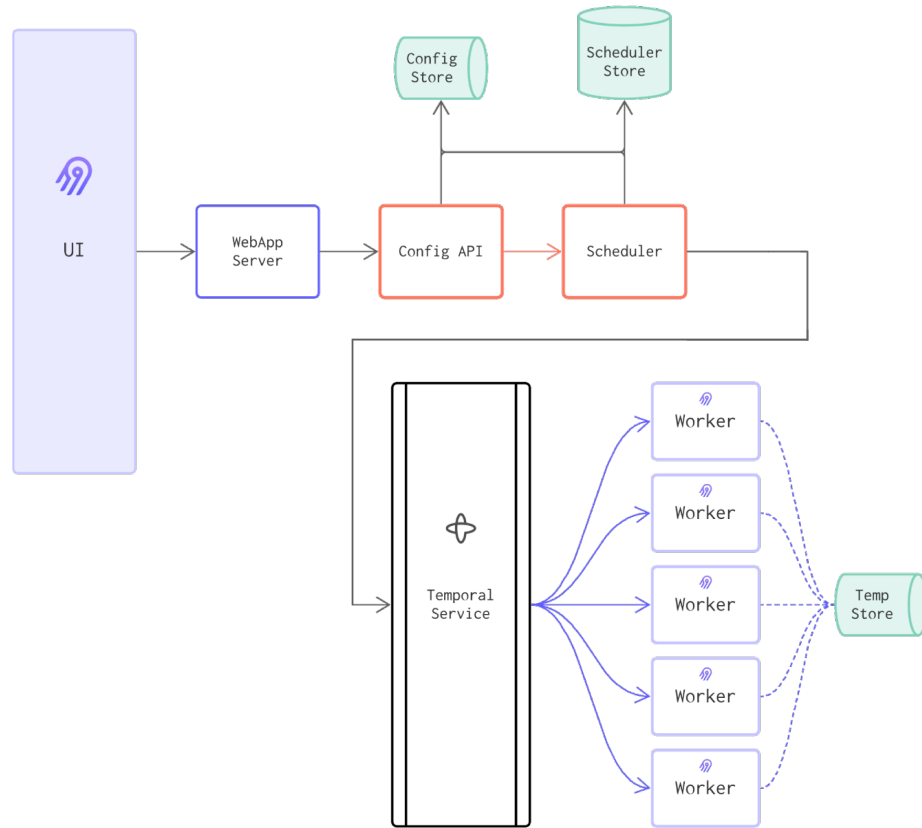 Config
Store
Scheduler
Store
UI
WebApp
Server
Config API
Scheduler
Temporal
Service
Worker
Worker
Worker
Worker
Worker
Temp
Store